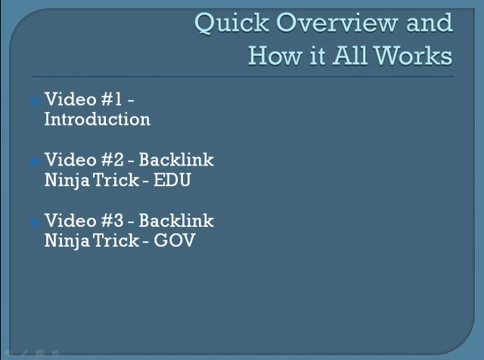 Quick Overview and
How it All Works
Video #1 -
Introduction
Video #2 - Backlink
Ninja Trick - EDU
Video #3 - Backlink
Ninja Trick - GOV